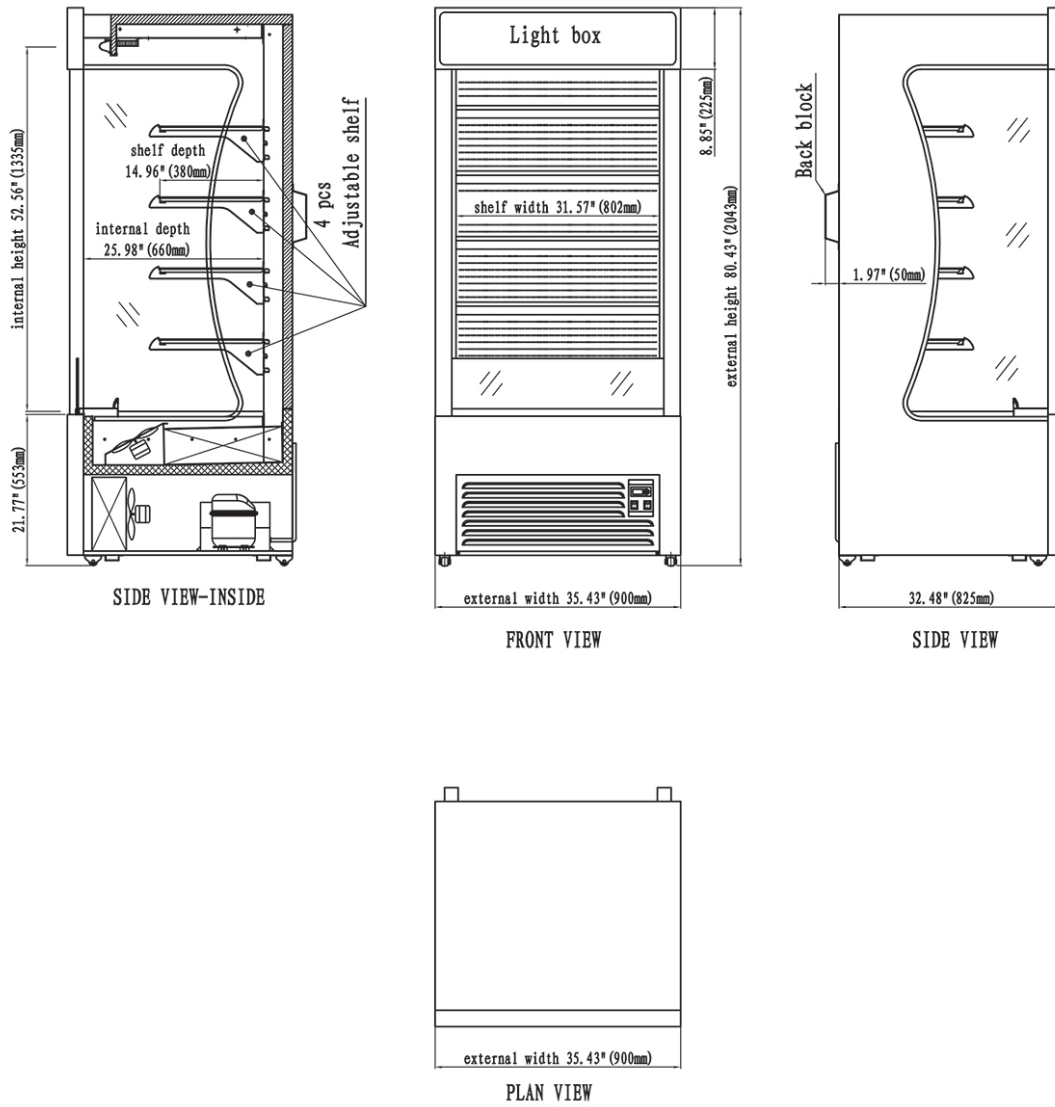 internal height 52.56"(1335mm)
21.77"(553mm)
shelf depth
14.96"(380mm)
internal depth
25.98"(660mm)
4 pcs
Adjustable shelf
SIDE VIEW-INSIDE
Light box
shelf width 31.57"(802mm)
8.85"(225mm)
external height 80.43"(2043mm)
external width 35.43"(900mm)
FRONT VIEW
Back block
1.97"(50mm)
32.48"(825mm)
SIDE VIEW
external width 35.43"(900mm)
PLAN VIEW